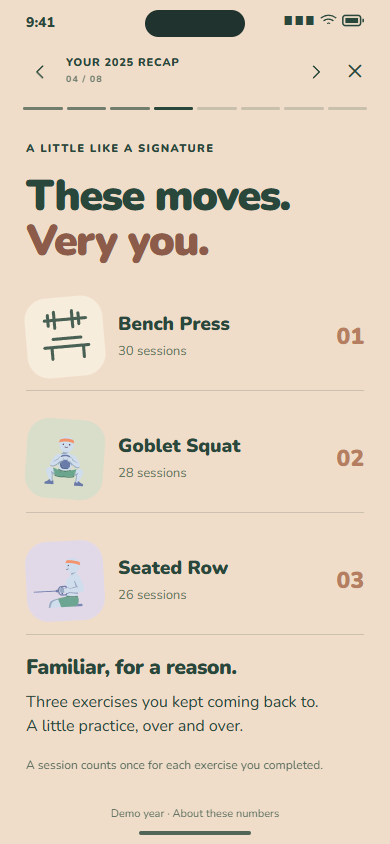 9:41
YOUR 2025 RECAP
04 / 08
A LITTLE LIKE A SIGNATURE
These moves.
Very you.
Bench Press
30 sessions
01
Goblet Squat
28 sessions
02
Seated Row
26 sessions
03
Familiar, for a reason.
Three exercises you kept coming back to.
A little practice, over and over.
A session counts once for each exercise you completed.
Demo year · About these numbers